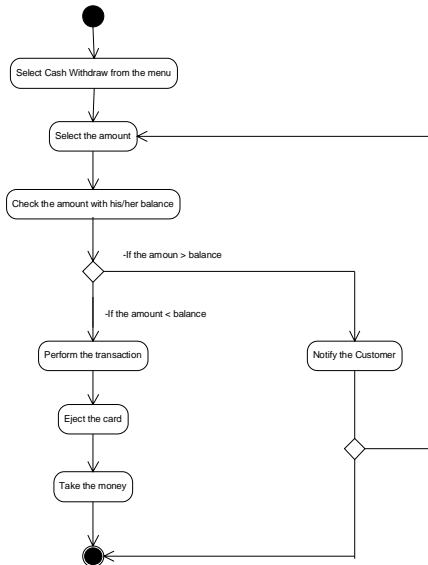 Select Cash Withdraw from the menu
Select the amount
Check the amount with his/her balance
-If the amoun > balance
-If the amount < balance
Perform the transaction
Notify the Customer
Eject the card
Take the money